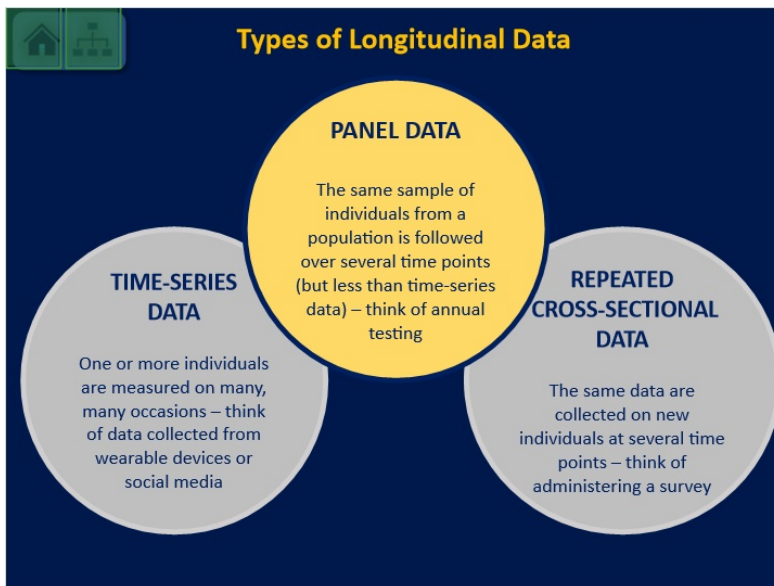 Types of Longitudinal Data
PANEL DATA
The same sample of
individuals from a
population is followed
over several time points
(but less than time-series
data) – think of annual
testing
TIME-SERIES
DATA
One or more individuals
are measured on many,
many occasions – think
of data collected from
wearable devices or
social media
REPEATED
CROSS-SECTIONAL
DATA
The same data are
collected on new
individuals at several time
points – think of
administering a survey